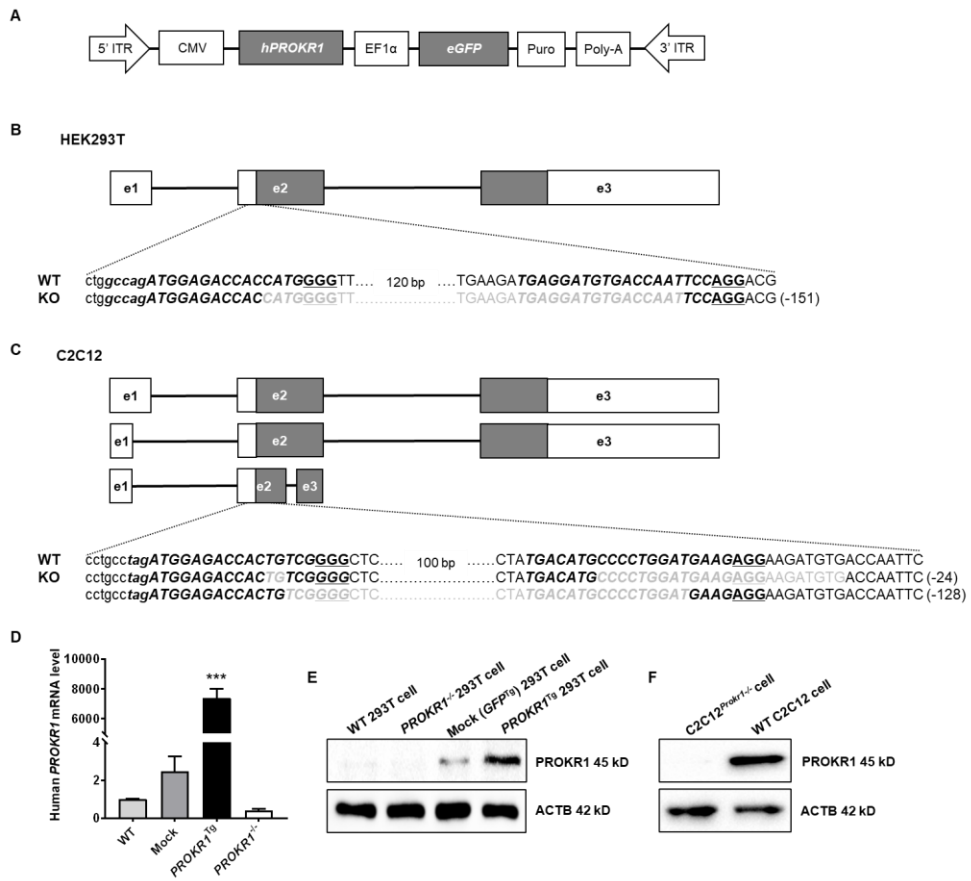 A
5' ITR CMV hPROKR1 EF1α eGFP Puro Poly-A 3' ITR
B
HEK293T
e1 e2 e3
WT ctggccagATGGAGACCACCATGGGGTT.... 120 bp ....TGAAGATGAGGATGTGACCAATTCCAGGACG
KO ctggccagATGGAGACCACCATGGGGTT......................TGAAGATGAGGATGTGACCAATTCCAGGACG (-151)
C
C2C12
e1 e2 e3
e1 e2 e3
e1 e2 e3
WT cctgcctagATGGAGACCACTGTCGGGGCTC...... 100 bp ......CTATGACATGCCCCTGGATGAAGAGGAAGATGTGACCAATTC
KO cctgcctagATGGAGACCACTGTCGGGGCTC........................CTATGACATGCCCCTGGATGAAGAGGAAGATGTGACCAATTC (-24)
cctgcctagATGGAGACCACTGTCGGGGCTC........................CTATGACATGCCCCTGGATGAAGAGGAAGATGTGACCAATTC (-128)
D
Human PROKR1 mRNA level
10000
8000
6000
4
2
0
***
WT Mock PROKR1Tg PROKR1-/-
E
WT 293T cell
PROKR1-/- 293T cell
Mock (GFPTg) 293T cell
PROKR1Tg 293T cell
PROKR1 45 kD
ACTB 42 kD
F
C2C12Prokr1-/- cell
WT C2C12 cell
PROKR1 45 kD
ACTB 42 kD